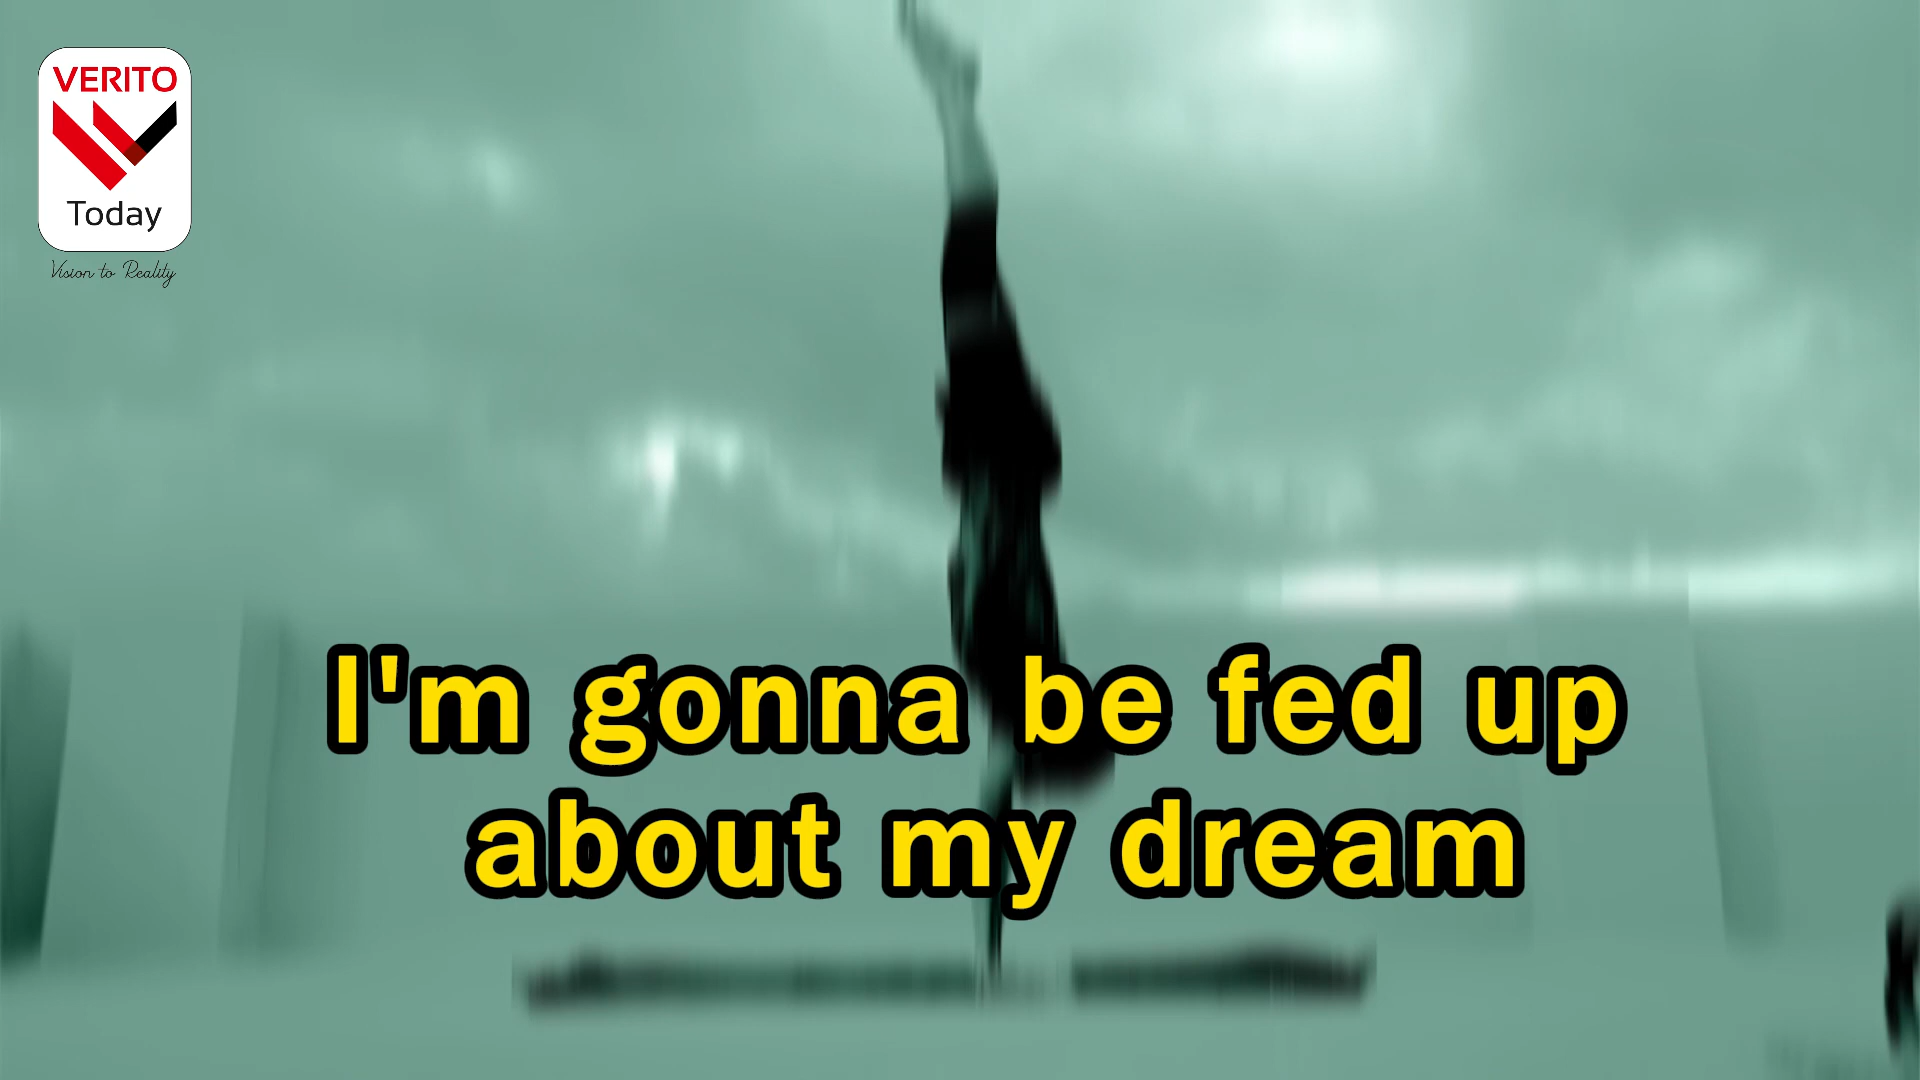 VERITO
Today
Vision to Reality
I'm gonna be fed up
about my dream